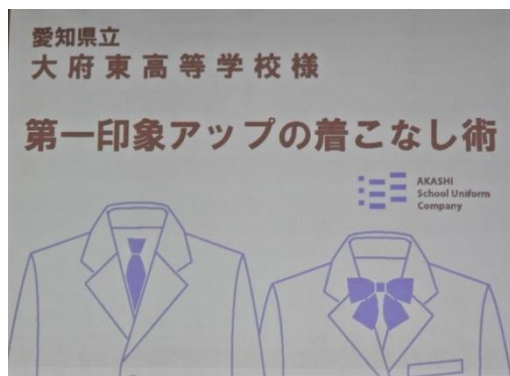 愛知県立
大府東高等学校様
第一印象アップの着こなし術
AKASHI
School Uniform
Company